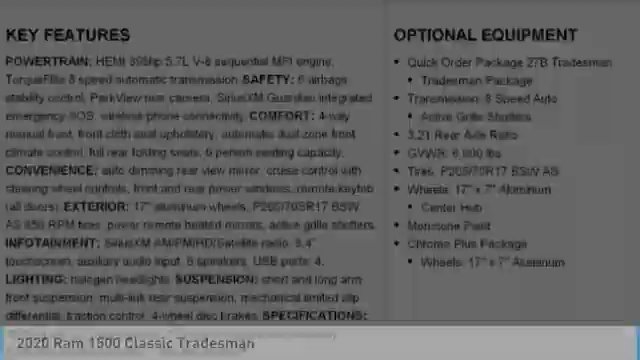 KEY FEATURES
POWERTRAIN: HEMI 395hp 5.7L V-8 sequential MFI engine,
TorqueFlite 8 speed automatic transmission SAFETY: 6 airbags,
stability control, ParkView rear camera, SiriusXM Guardian integrated
emergency SOS, wireless phone connectivity COMFORT: 4-way
manual front, front cloth seat upholstery, automatic dual zone front
climate control, full rear folding seats, 6 person seating capacity,
CONVENIENCE: auto dimming rear view mirror, cruise control with
steering wheel controls, front and rear power windows, remote keyfob
(all doors) EXTERIOR: 17" aluminum wheels, BSW
AS RPM tires, power remote heated mirrors, active grille shutters
INFOTAINMENT: SiriusXM AM/FM/HD/Satellite radio, 8.4"
touchscreen, auxiliary audio input, 6 speakers, USB ports: 4,
LIGHTING: halogen headlights SUSPENSION: short and long arm
front suspension, multi-link rear suspension, mechanical limited slip
differential, traction control, 4-wheel disc brakes SPECIFICATIONS:
OPTIONAL EQUIPMENT
• Quick Order Package 27B Tradesman
• Tradesman Package
• Transmission: 8 Speed Auto
• Active Grille Shutters
• 3.21 Rear Axle Ratio
• GVWR: lbs
• Tires: BSW AS
• Wheels: 17" x 7" Aluminum
• Center Hub
• Monotone Paint
• Chrome Plus Package
• Wheels: 17" x 7" Aluminum
2020 Ram 1500 Classic Tradesman